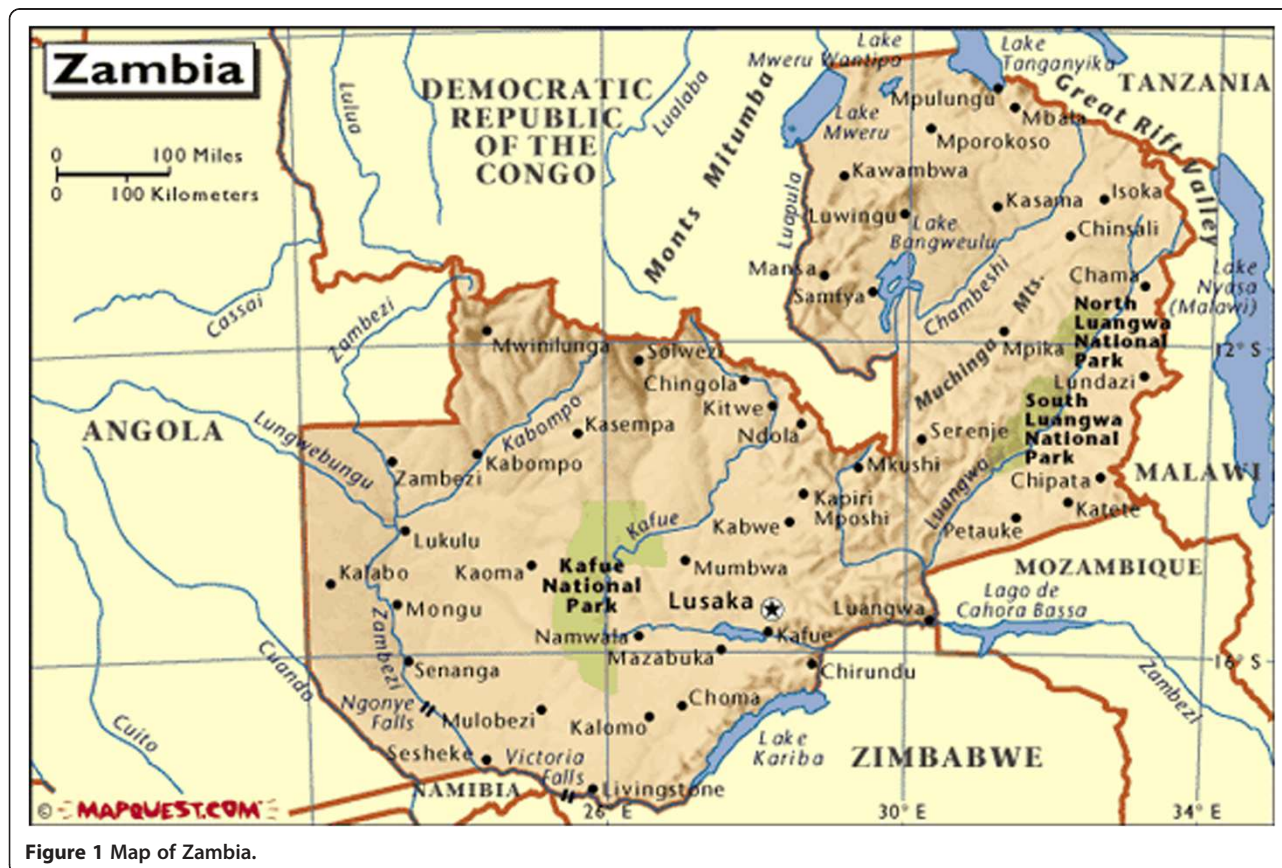 Zambia
0 100 Miles
0 100 Kilometers
DEMOCRATIC
REPUBLIC
OF THE
CONGO
Lulua
Lualaba
Monts Mitumba
Lake
Mweru Wantipa
Lake
Tanganyika
TANZANIA
Great Rift Valley
Mpulungu
Mbala
Lake
Mweru
Mporokoso
Kawambwa
Luapula
Luwingu
Kasama
Isoka
Lake
Bangweulu
Chinsali
Mansa
Samfya
Chambeshi
Chama
Lake
Nyasa
(Malawi)
Muchinga Mts.
North
Luangwa
National
Park
Mpika
12° S
Lundazi
South
Luangwa
National
Park
Cassai
Zambezi
Mwinilunga
Solwezi
Chingola
Kitwe
Ndola
Serenje
ANGOLA
Lungwebungu
Kabompo
Kasempa
Kabompo
Zambezi
Mkushi
Luangwa
MALAWI
Chipata
Katete
Petauke
Kapiri
Mposhi
Kabwe
Kafue
Lukulu
Kalabo
Kaoma
Kafue
National
Park
Mumbwa
MOZAMBIQUE
Lago de
Cahora Bassa
Mongu
Zambezi
Lusaka
Luangwa
Namwala
Kafue
Mazabuka
16° S
Cuando
Senanga
Chirundu
Zambezi
Ngonye
Falls
Mulobezi
Choma
Kalomo
Cuito
Lake
Kariba
ZIMBABWE
Sesheke
Victoria
Falls
NAMIBIA
Livingstone
© MAPQUEST.COM
26° E
30° E
34° E
Figure 1 Map of Zambia.